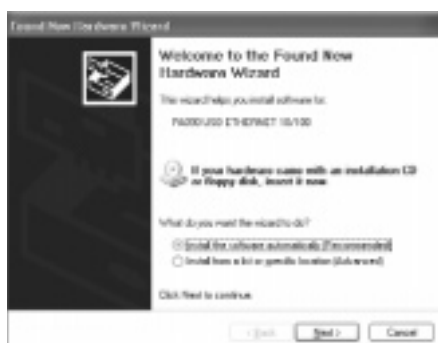 Found New Hardware Wizard
Welcome to the Found New
Hardware Wizard
This wizard helps you install software for:
USB ETHERNET 10/100
If your hardware came with an installation CD
or floppy disk, insert it now.
What do you want the wizard to do?
Install the software automatically (Recommended)
Install from a list or specific location (Advanced)
Click Next to continue.
< Back
Next >
Cancel